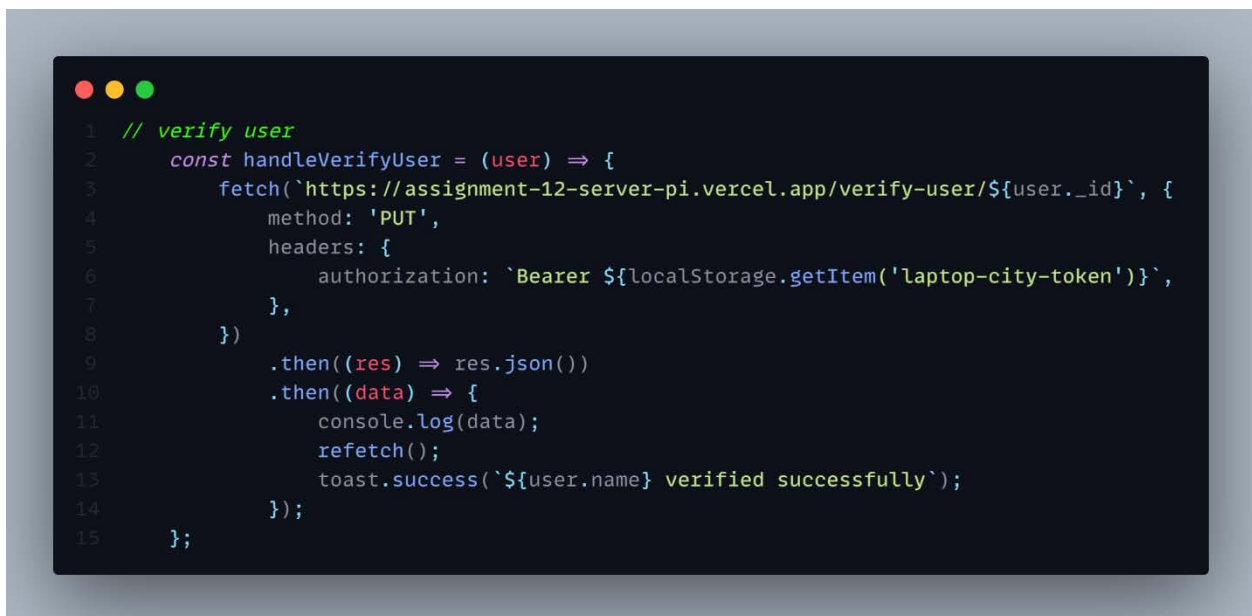 1 // verify user
2 const handleVerifyUser = (user) => {
3 fetch(`https://assignment-12-server-pi.vercel.app/verify-user/${user._id}`, {
4 method: 'PUT',
5 headers: {
6 authorization: `Bearer ${localStorage.getItem('laptop-city-token')}`,
7 },
8 })
9 .then((res) => res.json())
10 .then((data) => {
11 console.log(data);
12 refetch();
13 toast.success(`${user.name} verified successfully`);
14 });
15 };